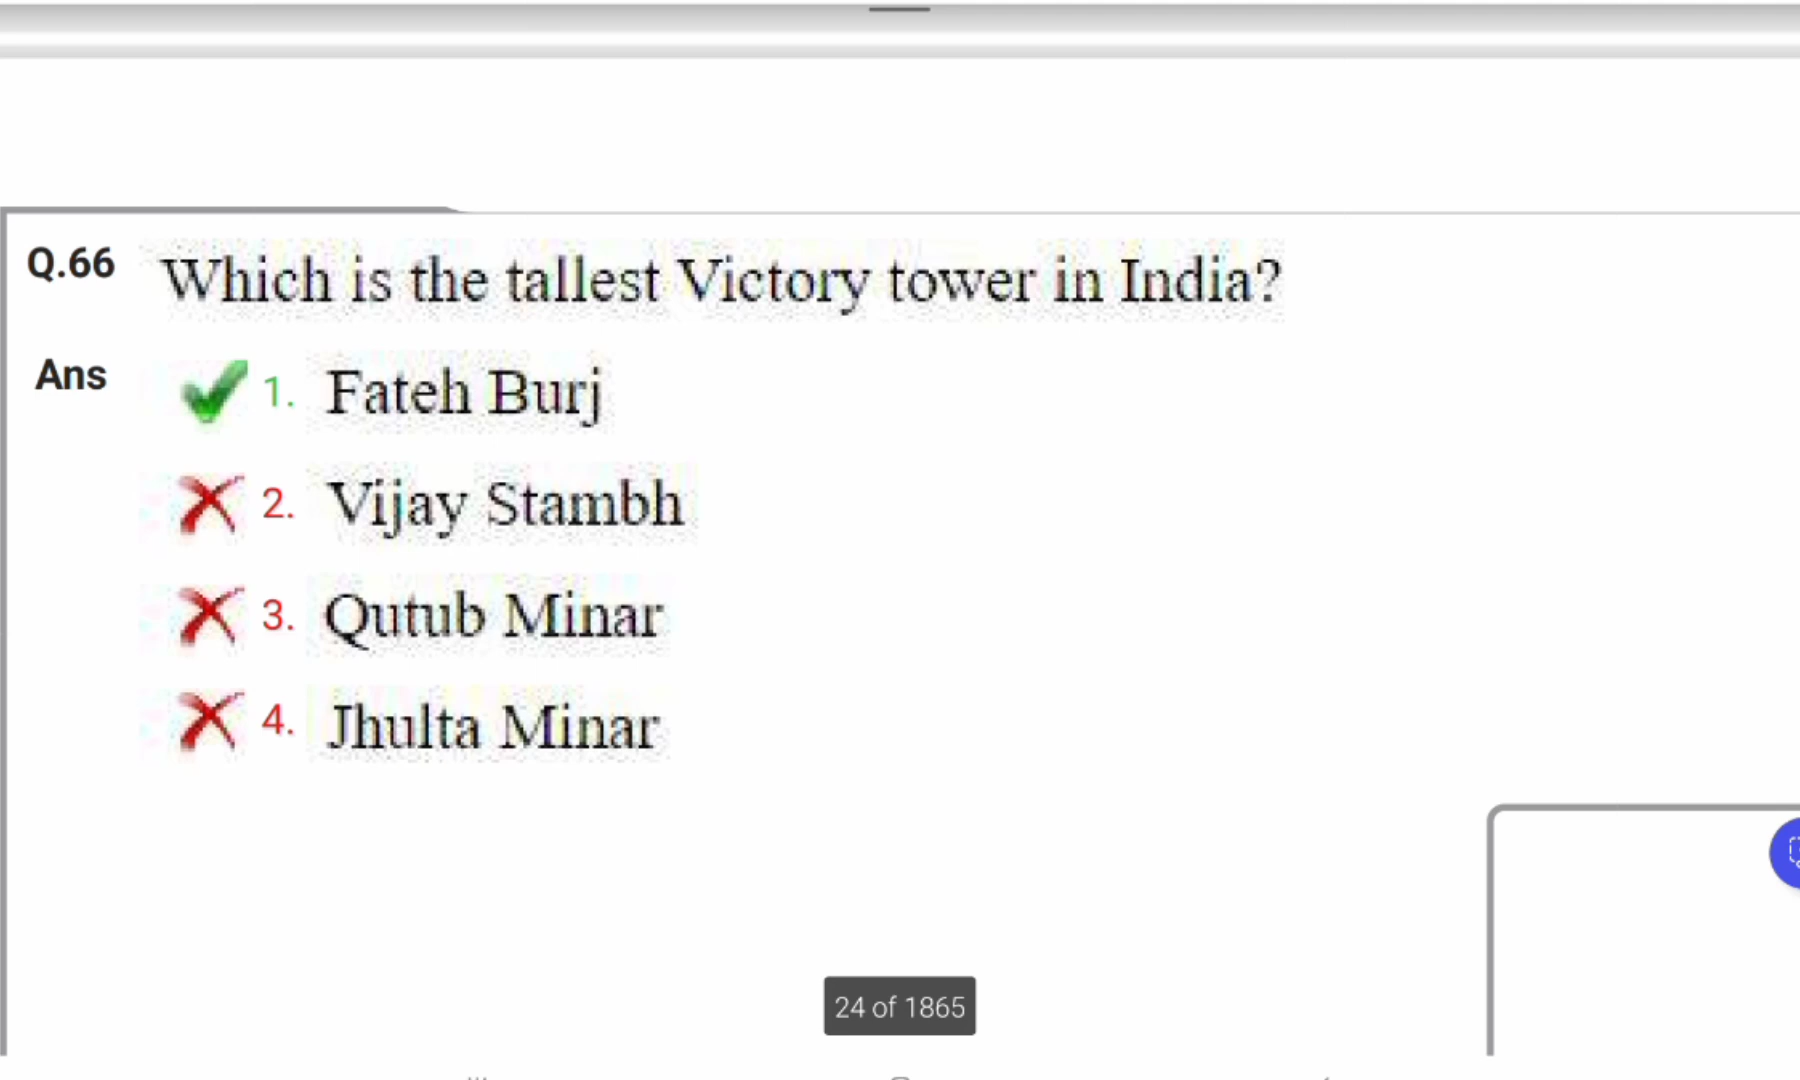 Q.66 Which is the tallest Victory tower in India?
Ans 1. Fateh Burj
2. Vijay Stambh
3. Qutub Minar
4. Jhulta Minar
24 of 1865